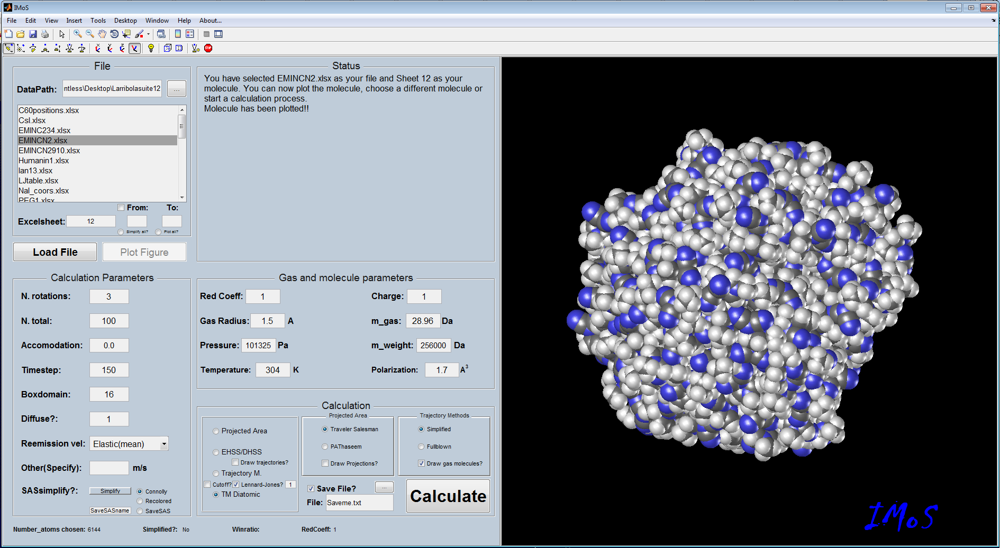 IMoS
File Edit View Insert Tools Desktop Window Help About...
STOP
File
DataPath: ntless\Desktop\Larribolasuite12 ...
C60positions.xlsx
CsI.xlsx
EMINC234.xlsx
EMINCN2.xlsx
EMINCN2910.xlsx
Humanin1.xlsx
Ian13.xlsx
LJtable.xlsx
NaI_coors.xlsx
PEG1.xlsx
From: To:
Excelsheet: 12
Simplify all? Plot all?
Load File Plot Figure
Status
You have selected EMINCN2.xlsx as your file and Sheet 12 as your
molecule. You can now plot the molecule, choose a different molecule or
start a calculation process.
Molecule has been plotted!!
Calculation Parameters
N. rotations: 3
N. total: 100
Accomodation: 0.0
Timestep: 150
Boxdomain: 16
Diffuse?: 1
Reemission vel: Elastic(mean)
Other(Specify): m/s
SASsimplify?: Simplify Connolly
Recolored
SaveSASname SaveSAS
Gas and molecule parameters
Red Coeff: 1 Charge: 1
Gas Radius: 1.5 A m_gas: 28.96 Da
Pressure: 101325 Pa m_weight: 256000 Da
Temperature: 304 K Polarization: 1.7 A3
Calculation
Projected Area
EHSS/DHSS
Draw trajectories?
Trajectory M.
Cutoff? Lennard-Jones? 1
TM Diatomic
Projected Area
Traveler Salesman
PAThaseem
Draw Projections?
Trajectory Methods
Simplified
Fullblown
Draw gas molecules?
Save File? ...
File: Saveme.txt
Calculate
Number_atoms chosen: 6144 Simplified?: No Winratio: RedCoeff: 1
IMoS